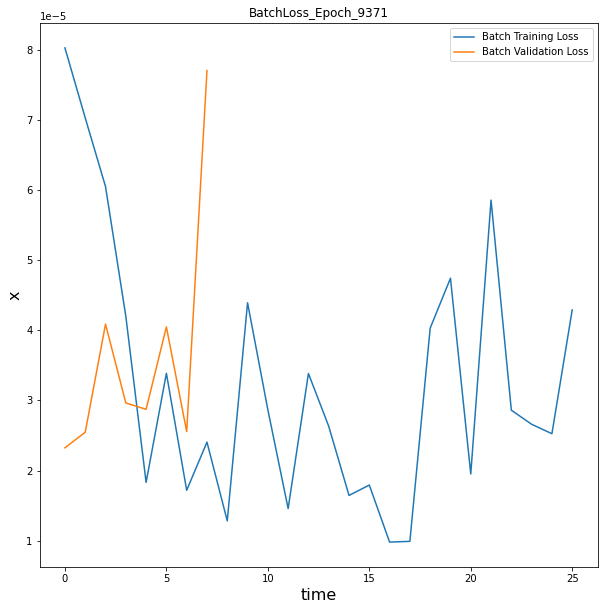 BatchLoss_Epoch_9371
1e−5
Batch Training Loss
Batch Validation Loss
8
7
6
5
4
3
2
1
x
0 5 10 15 20 25
time